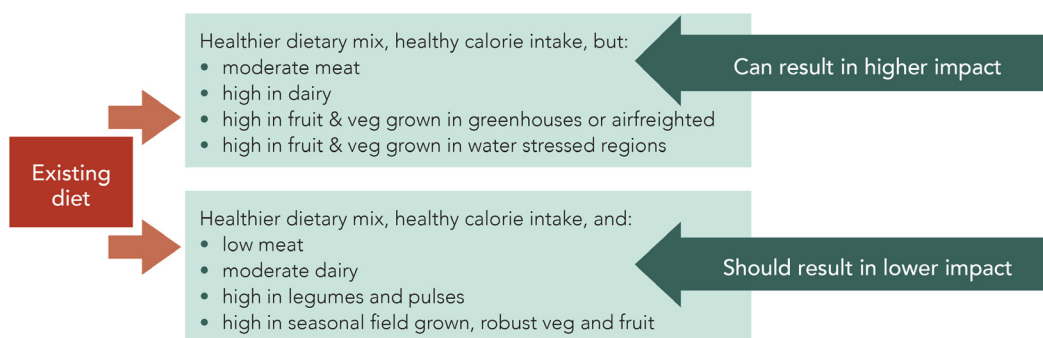 Healthier dietary mix, healthy calorie intake, but:
• moderate meat
• high in dairy
• high in fruit & veg grown in greenhouses or airfreighted
• high in fruit & veg grown in water stressed regions
Can result in higher impact
Existing
diet
Healthier dietary mix, healthy calorie intake, and:
• low meat
• moderate dairy
• high in legumes and pulses
• high in seasonal field grown, robust veg and fruit
Should result in lower impact